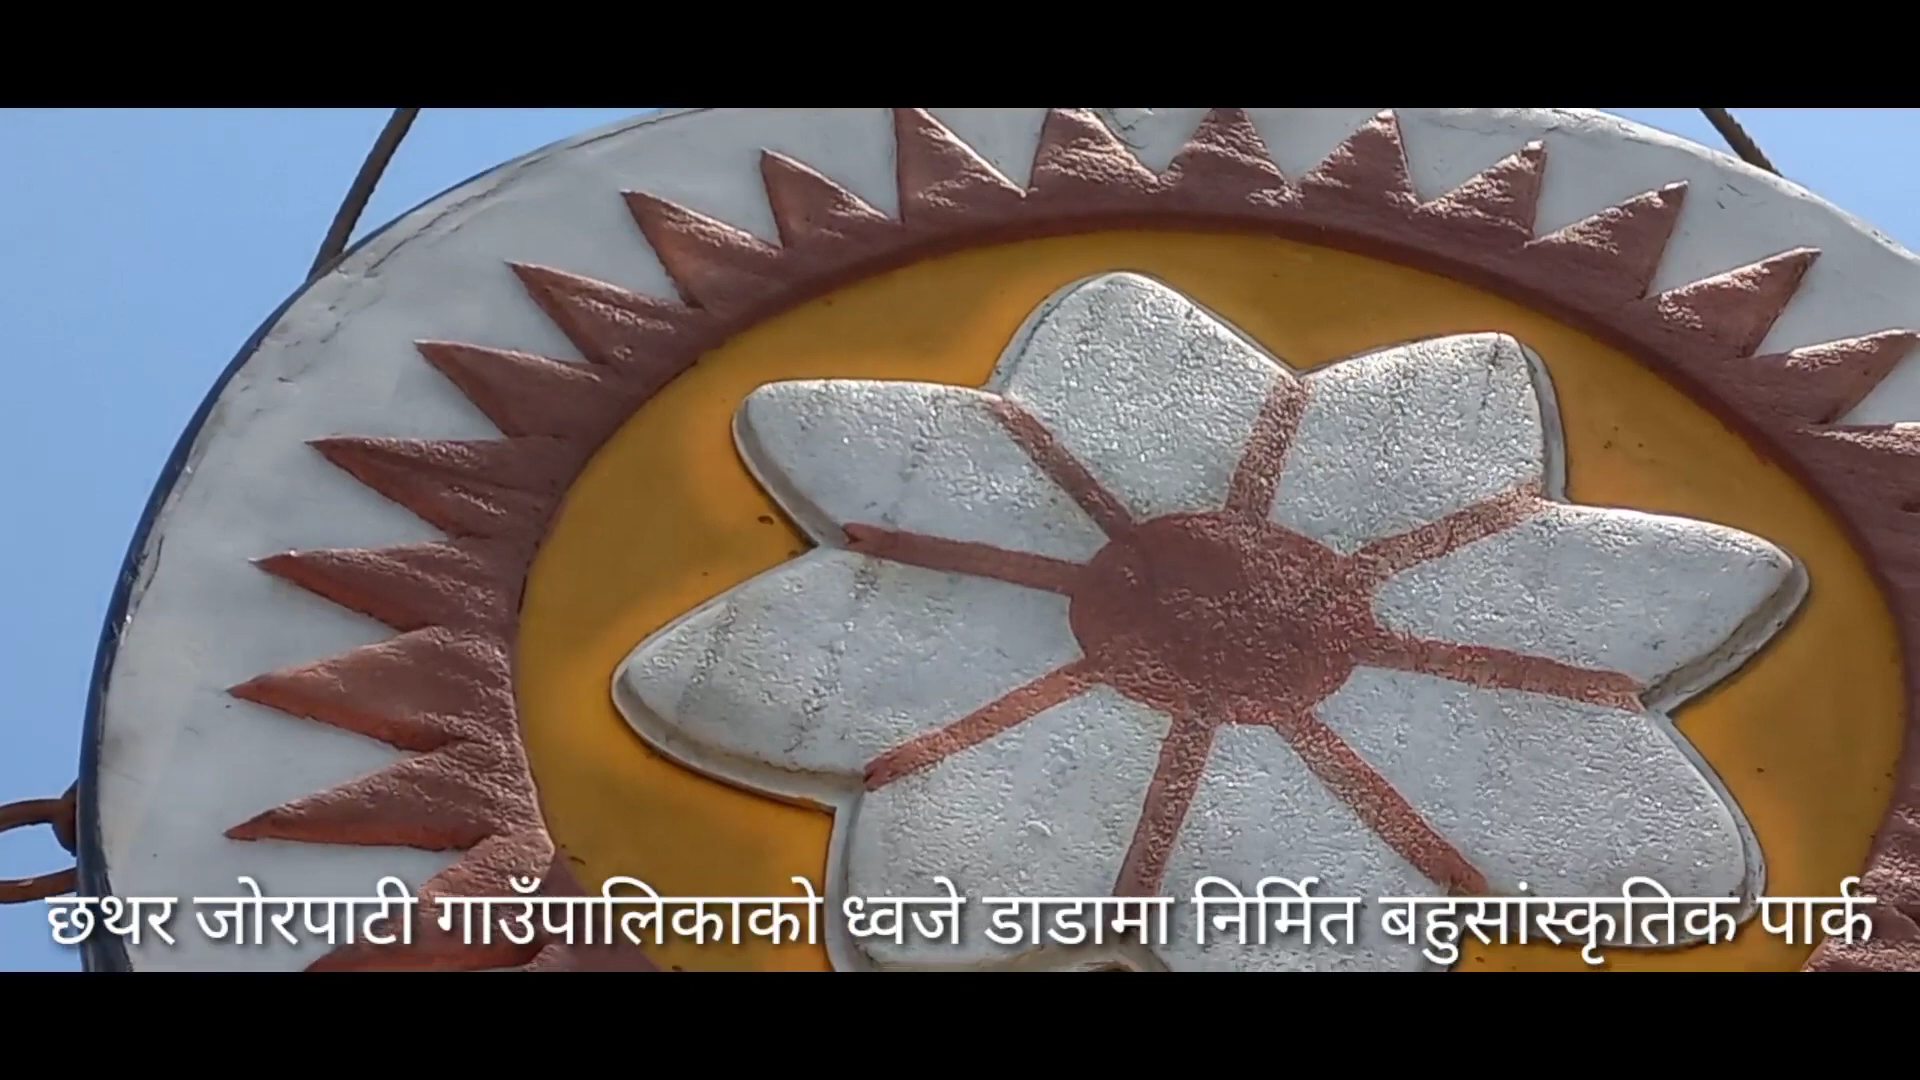 छथर जोरपाटी गाउँपालिकाको ध्वजे डाडामा निर्मित बहुसांस्कृतिक पार्क